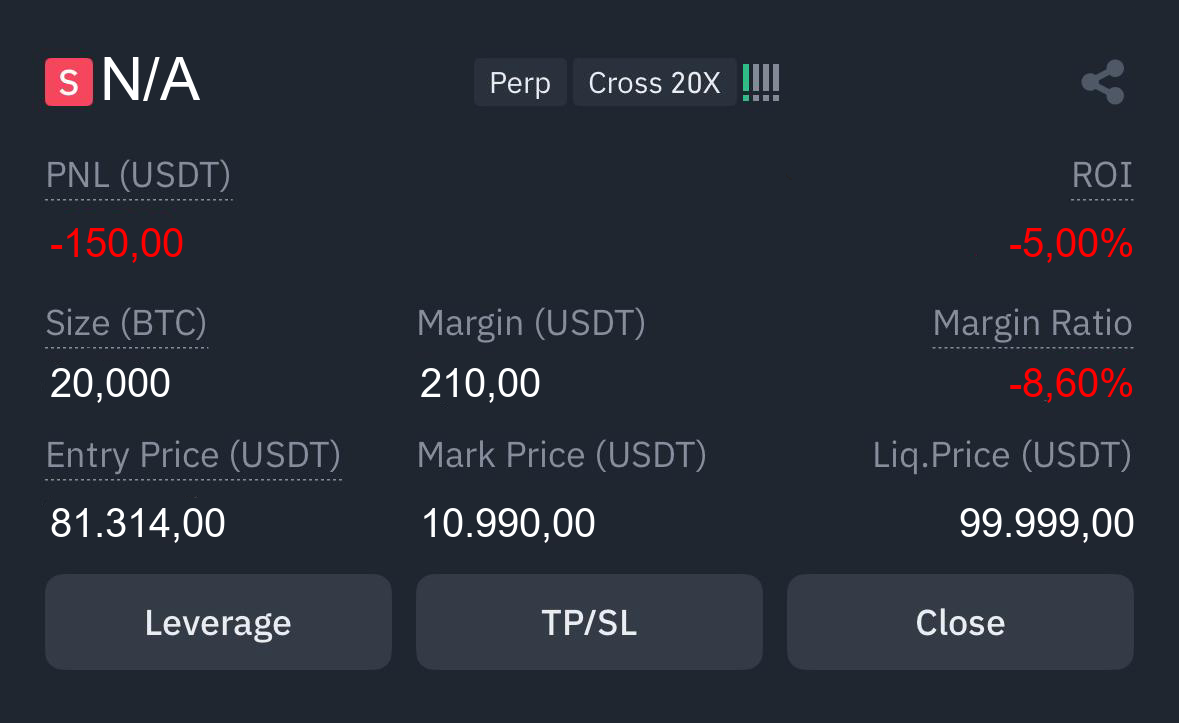 S N/A Perp Cross 20X
PNL (USDT) ROI
-150,00 -5,00%
Size (BTC) Margin (USDT) Margin Ratio
20,000 210,00 -8,60%
Entry Price (USDT) Mark Price (USDT) Liq.Price (USDT)
81.314,00 10.990,00 99.999,00
Leverage TP/SL Close